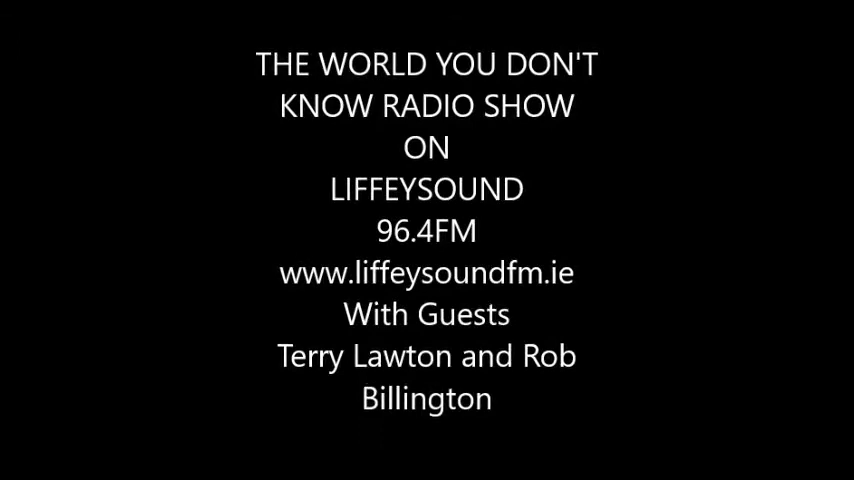 THE WORLD YOU DON'T
KNOW RADIO SHOW
ON
LIFFEYSOUND
96.4FM
www.liffeysoundfm.ie
With Guests
Terry Lawton and Rob
Billington